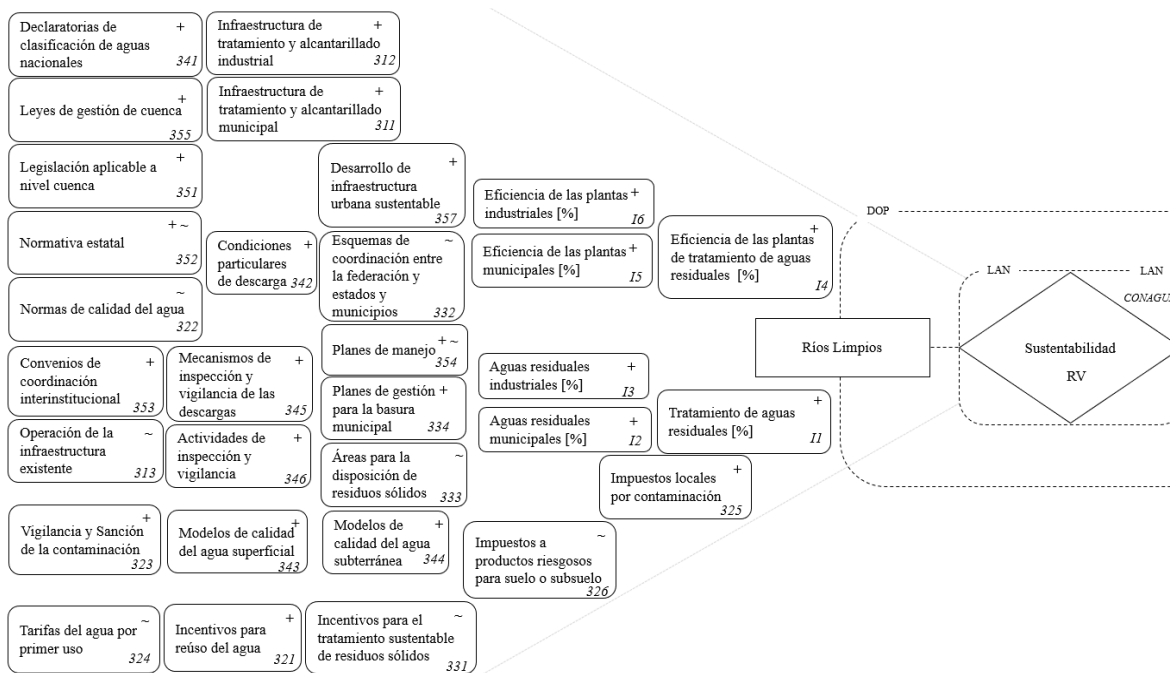 Declaratorias de +
clasificación de aguas
nacionales 341
Infraestructura de +
tratamiento y alcantarillado
industrial 312
Leyes de gestión de cuenca +
355
Infraestructura de +
tratamiento y alcantarillado
municipal 311
Legislación aplicable a +
nivel cuenca
351
Desarrollo de +
infraestructura
urbana sustentable
357
Eficiencia de las plantas +
industriales [%]
I6
Normativa estatal + ~
352
Condiciones +
particulares
de descarga 342
Esquemas de ~
coordinación entre
la federación y
estados y
municipios 332
Eficiencia de las plantas +
municipales [%]
I5
Eficiencia de las plantas +
de tratamiento de aguas
residuales [%]
I4
Normas de calidad del agua ~
322
Planes de manejo + ~
354
Convenios de +
coordinación
interinstitucional 353
Mecanismos de +
inspección y
vigilancia de las
descargas 345
Planes de gestión +
para la basura
municipal 334
Aguas residuales +
industriales [%]
I3
Aguas residuales +
municipales [%] I2
Tratamiento de aguas +
residuales [%]
I1
Operación de la ~
infraestructura
existente 313
Actividades de +
inspección y
vigilancia 346
Áreas para la ~
disposición de
residuos sólidos
333
Impuestos locales +
por contaminación
325
Vigilancia y Sanción +
de la contaminación
323
Modelos de calidad +
del agua superficial
343
Modelos de +
calidad del agua
subterránea 344
Impuestos a ~
productos riesgosos
para suelo o subsuelo
326
Tarifas del agua por ~
primer uso
324
Incentivos para +
reúso del agua
321
Incentivos para el ~
tratamiento sustentable
de residuos sólidos
331
DOP
LAN LAN
Ríos Limpios
Sustentabilidad
RV